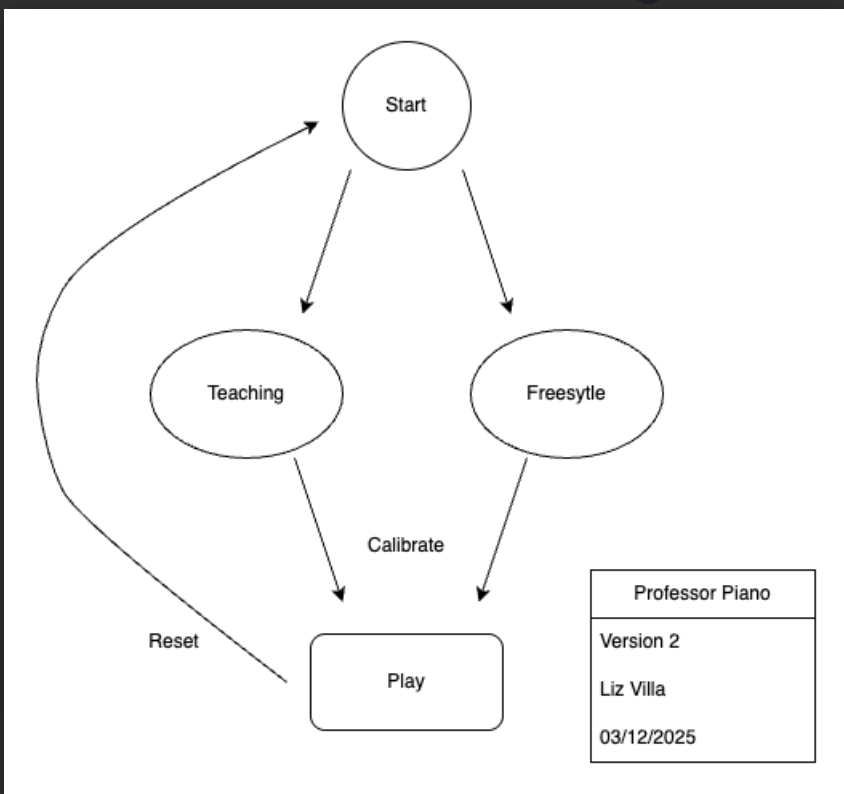 Start
Teaching
Freesytle
Calibrate
Reset
Play
Professor Piano
Version 2
Liz Villa
03/12/2025